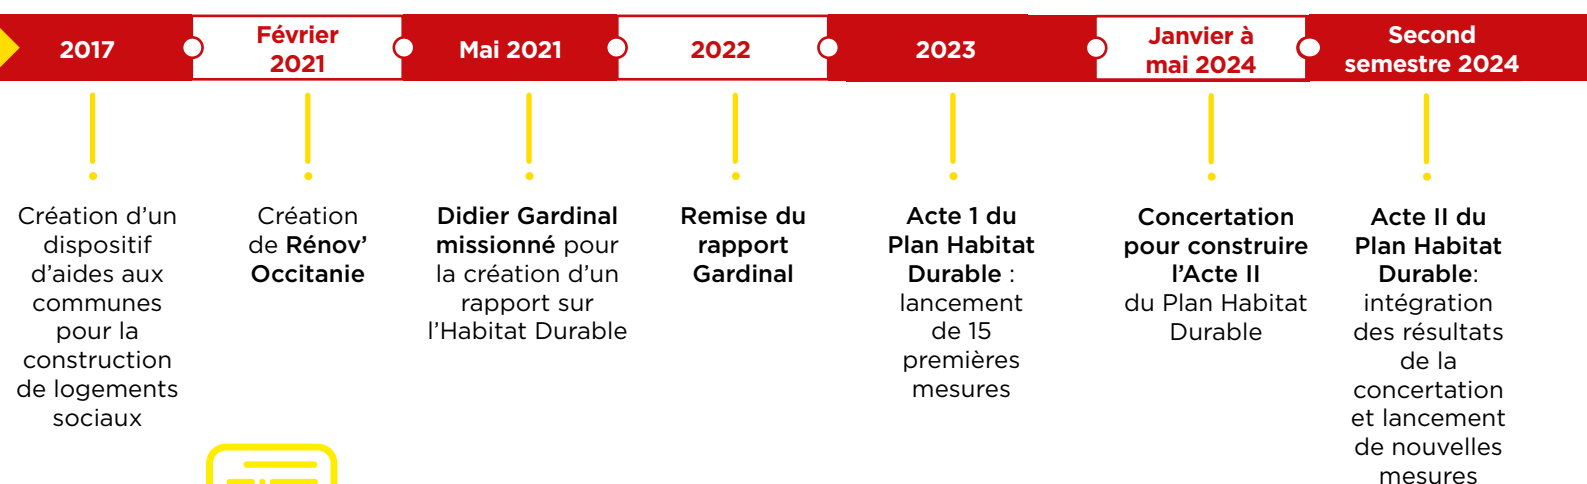 2017
Février
2021
Mai 2021
2022
2023
Janvier à
mai 2024
Second
semestre 2024
Création d'un
dispositif
d'aides aux
communes
pour la
construction
de logements
sociaux
Création
de Rénov'
Occitanie
Didier Gardinal
missionné pour
la création d'un
rapport sur
l'Habitat Durable
Remise du
rapport
Gardinal
Acte 1 du
Plan Habitat
Durable :
lancement
de 15
premières
mesures
Concertation
pour construire
l'Acte II
du Plan Habitat
Durable
Acte II du
Plan Habitat
Durable:
intégration
des résultats
de la
concertation
et lancement
de nouvelles
mesures